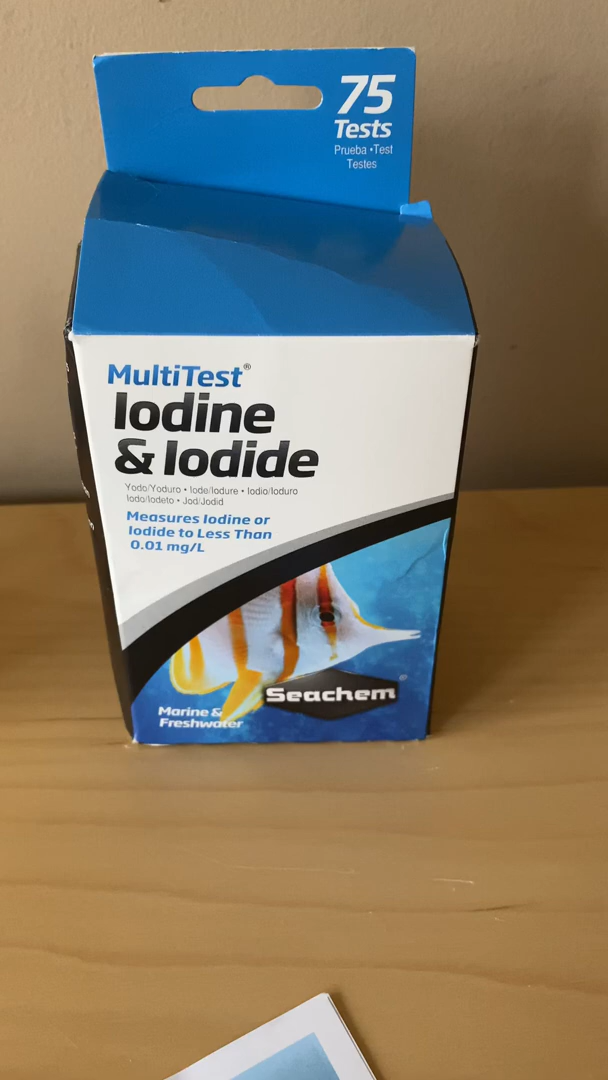 75
Tests
Prueba •Test
Testes
MultiTest®
Iodine
& Iodide
Yodo/Yoduro • Iode/Iodure • Iodio/Ioduro
Iodo/Iodeto • Jod/Jodid
Measures Iodine or
Iodide to Less Than
0.01 mg/L
Seachem®
Marine &
Freshwater